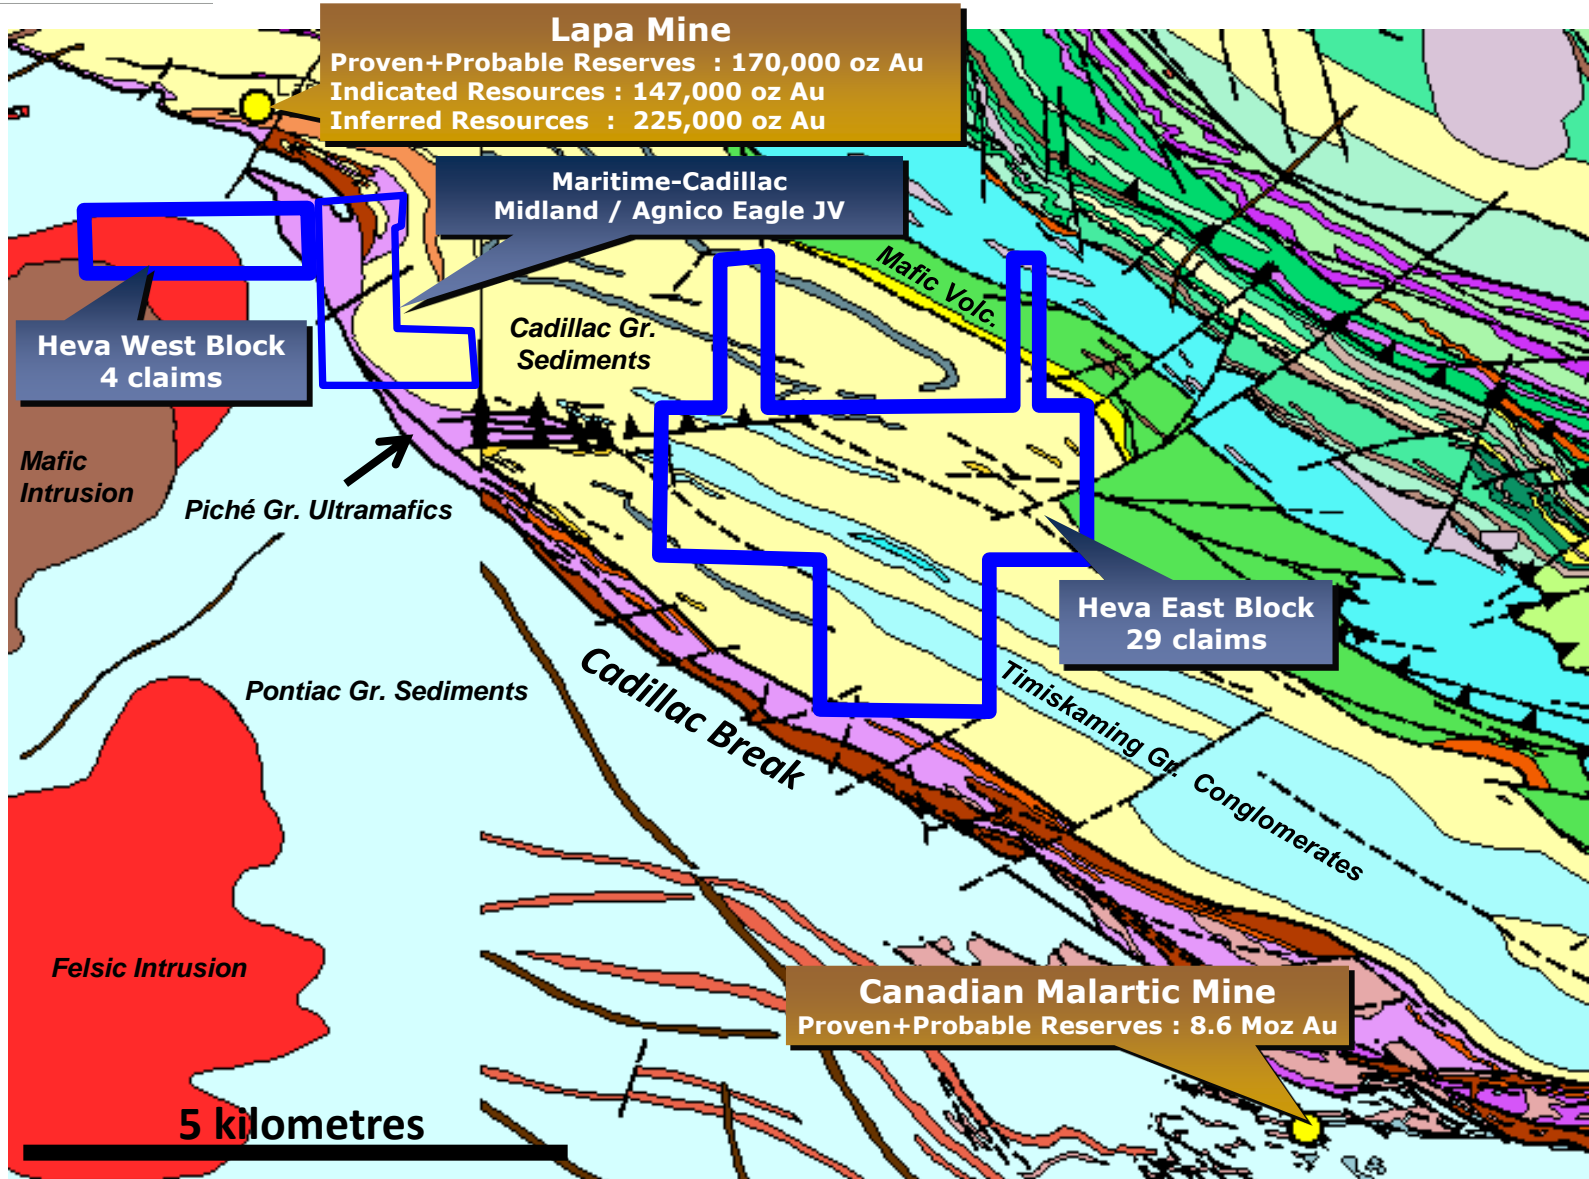 Lapa Mine
Proven+Probable Reserves : 170,000 oz Au
Indicated Resources : 147,000 oz Au
Inferred Resources : 225,000 oz Au
Maritime-Cadillac
Midland / Agnico Eagle JV
Mafic Volc.
Heva West Block
4 claims
Cadillac Gr.
Sediments
Mafic
Intrusion
Piché Gr. Ultramafics
Heva East Block
29 claims
Pontiac Gr. Sediments
Cadillac Break
Timiskaming Gr. Conglomerates
Felsic Intrusion
Canadian Malartic Mine
Proven+Probable Reserves : 8.6 Moz Au
5 kilometres